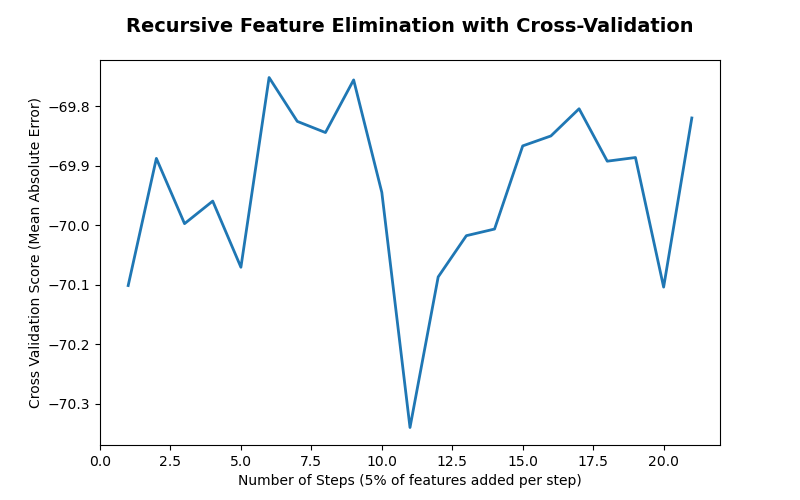 Recursive Feature Elimination with Cross-Validation
Cross Validation Score (Mean Absolute Error)
−69.8
−69.9
−70.0
−70.1
−70.2
−70.3
0.0 2.5 5.0 7.5 10.0 12.5 15.0 17.5 20.0
Number of Steps (5% of features added per step)